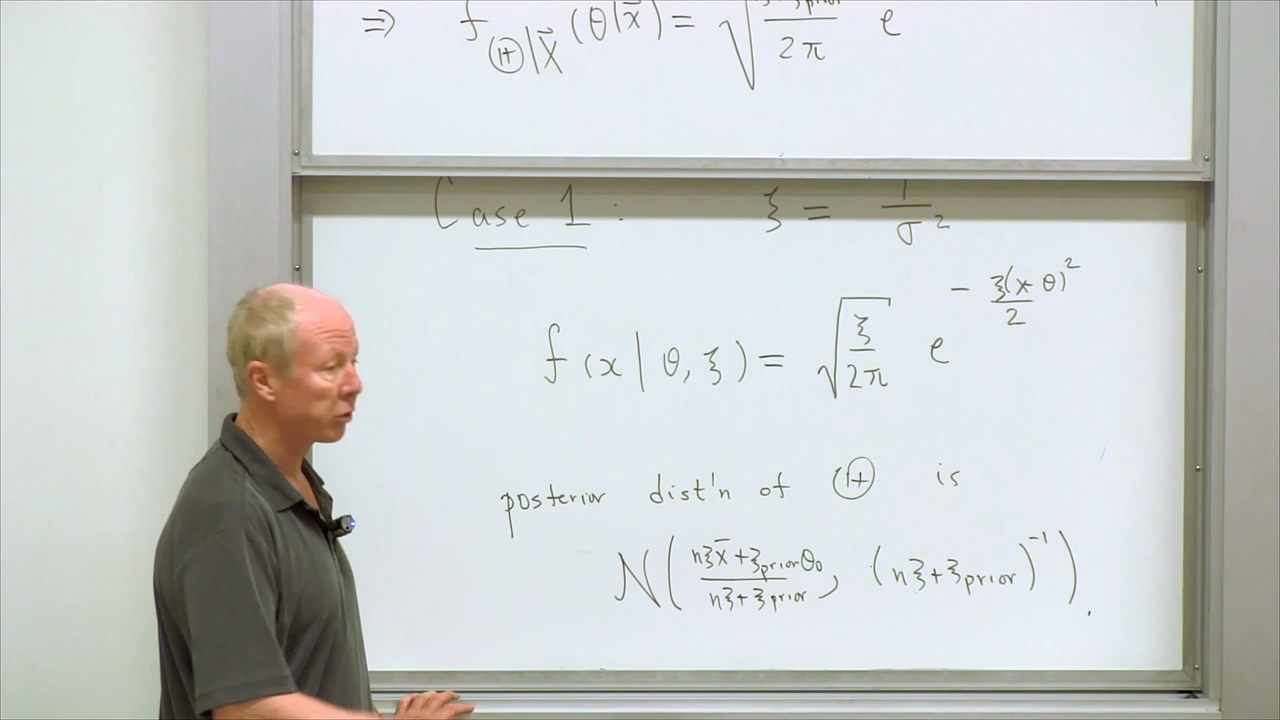 ⇒ f_{Θ|X⃗}(θ|x⃗) = √(ξ_prior / 2π) e
Case 1 : ξ = 1/σ²
f(x | θ, ξ) = √(ξ/2π) e^{- ξ(x-θ)²/2}
posterior dist'n of Θ is
N( (nξx̄ + ξ_prior θ₀)/(nξ + ξ_prior), (nξ + ξ_prior)^{-1} ).